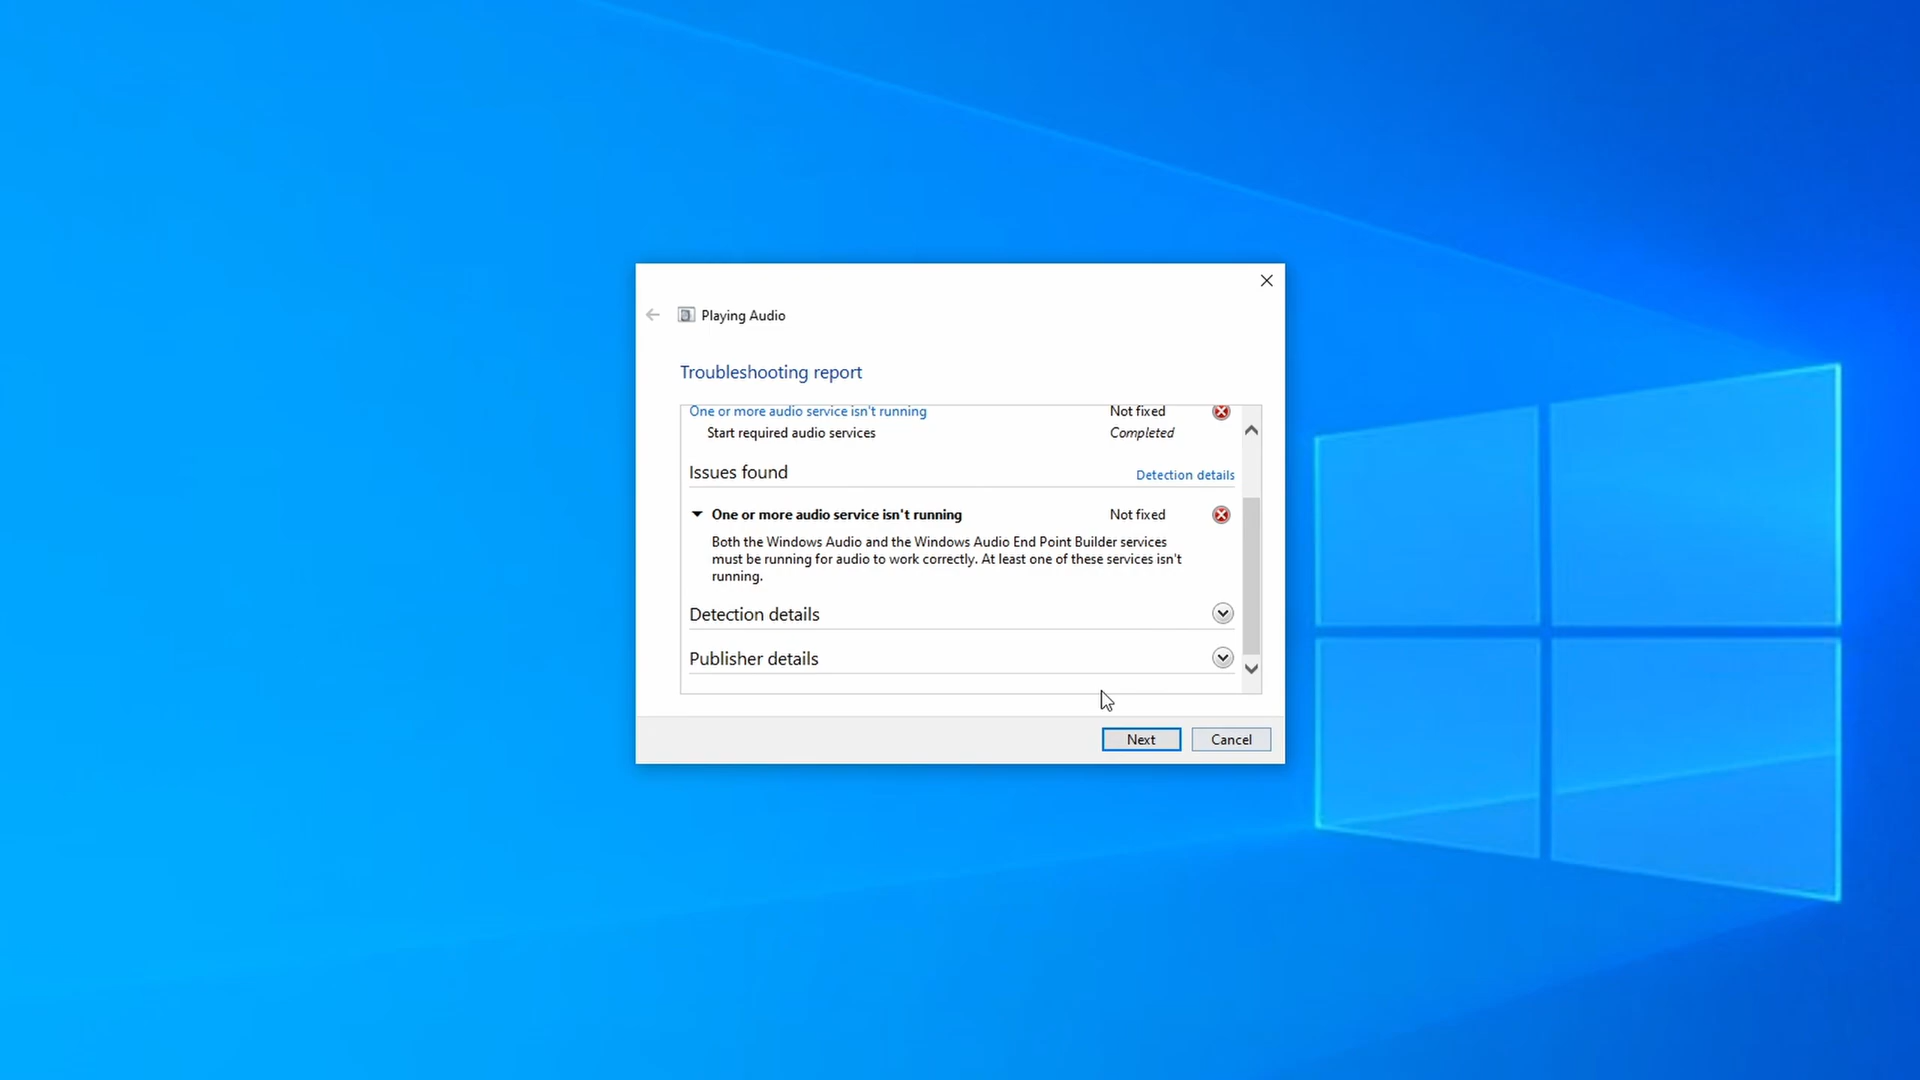 Playing Audio
Troubleshooting report
One or more audio service isn't running Not fixed
Start required audio services Completed
Issues found Detection details
One or more audio service isn't running Not fixed
Both the Windows Audio and the Windows Audio End Point Builder services
must be running for audio to work correctly. At least one of these services isn't
running.
Detection details
Publisher details
Next Cancel